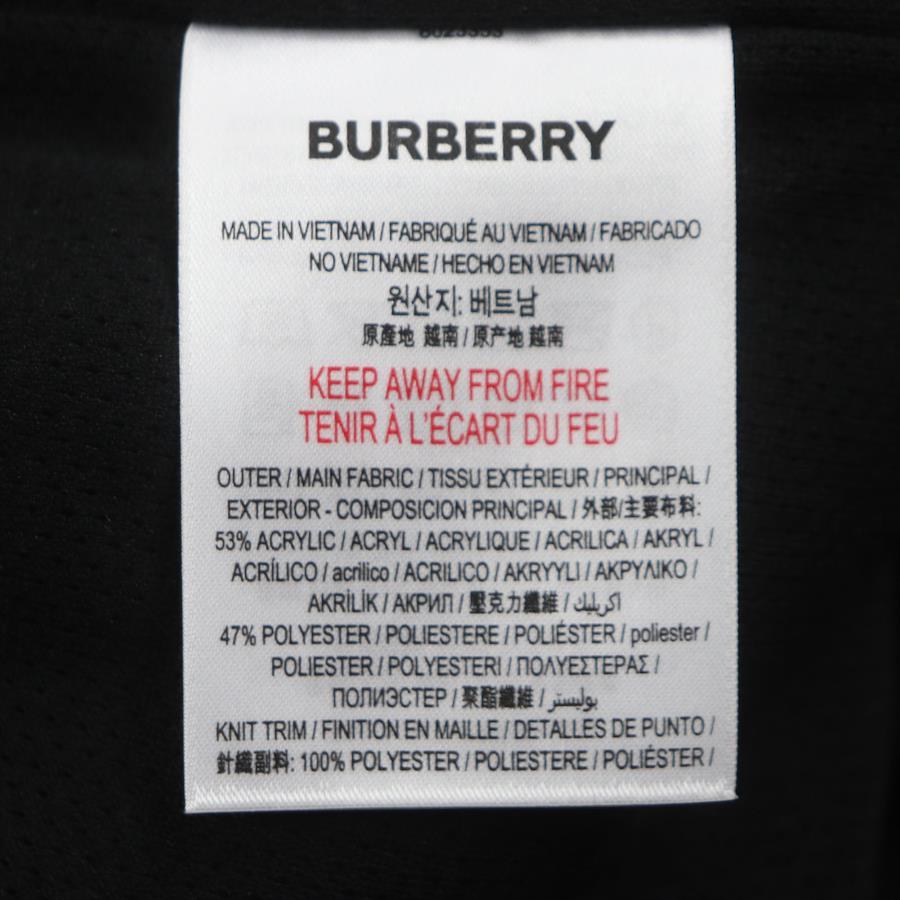 BURBERRY
MADE IN VIETNAM / FABRIQUÉ AU VIETNAM / FABRICADO
NO VIETNAME / HECHO EN VIETNAM
원산지: 베트남
原產地 越南 / 原产地 越南
KEEP AWAY FROM FIRE
TENIR À L'ÉCART DU FEU
OUTER / MAIN FABRIC / TISSU EXTÉRIEUR / PRINCIPAL /
EXTERIOR - COMPOSICION PRINCIPAL / 外部/主要布料:
53% ACRYLIC / ACRYL / ACRYLIQUE / ACRILICA / AKRYL /
ACRÍLICO / acrilico / ACRILICO / AKRYYLI / ΑΚΡΥΛΙΚΟ /
AKRİLİK / АКРИЛ / 壓克力纖維 / اكريليك
47% POLYESTER / POLIESTERE / POLIÉSTER / poliester /
POLIESTER / POLYESTERI / ΠΟΛΥΕΣΤΕΡΑΣ /
ПОЛИЭСТЕР / 聚酯纖維 / بوليستر
KNIT TRIM / FINITION EN MAILLE / DETALLES DE PUNTO /
針織副料: 100% POLYESTER / POLIESTERE / POLIÉSTER /